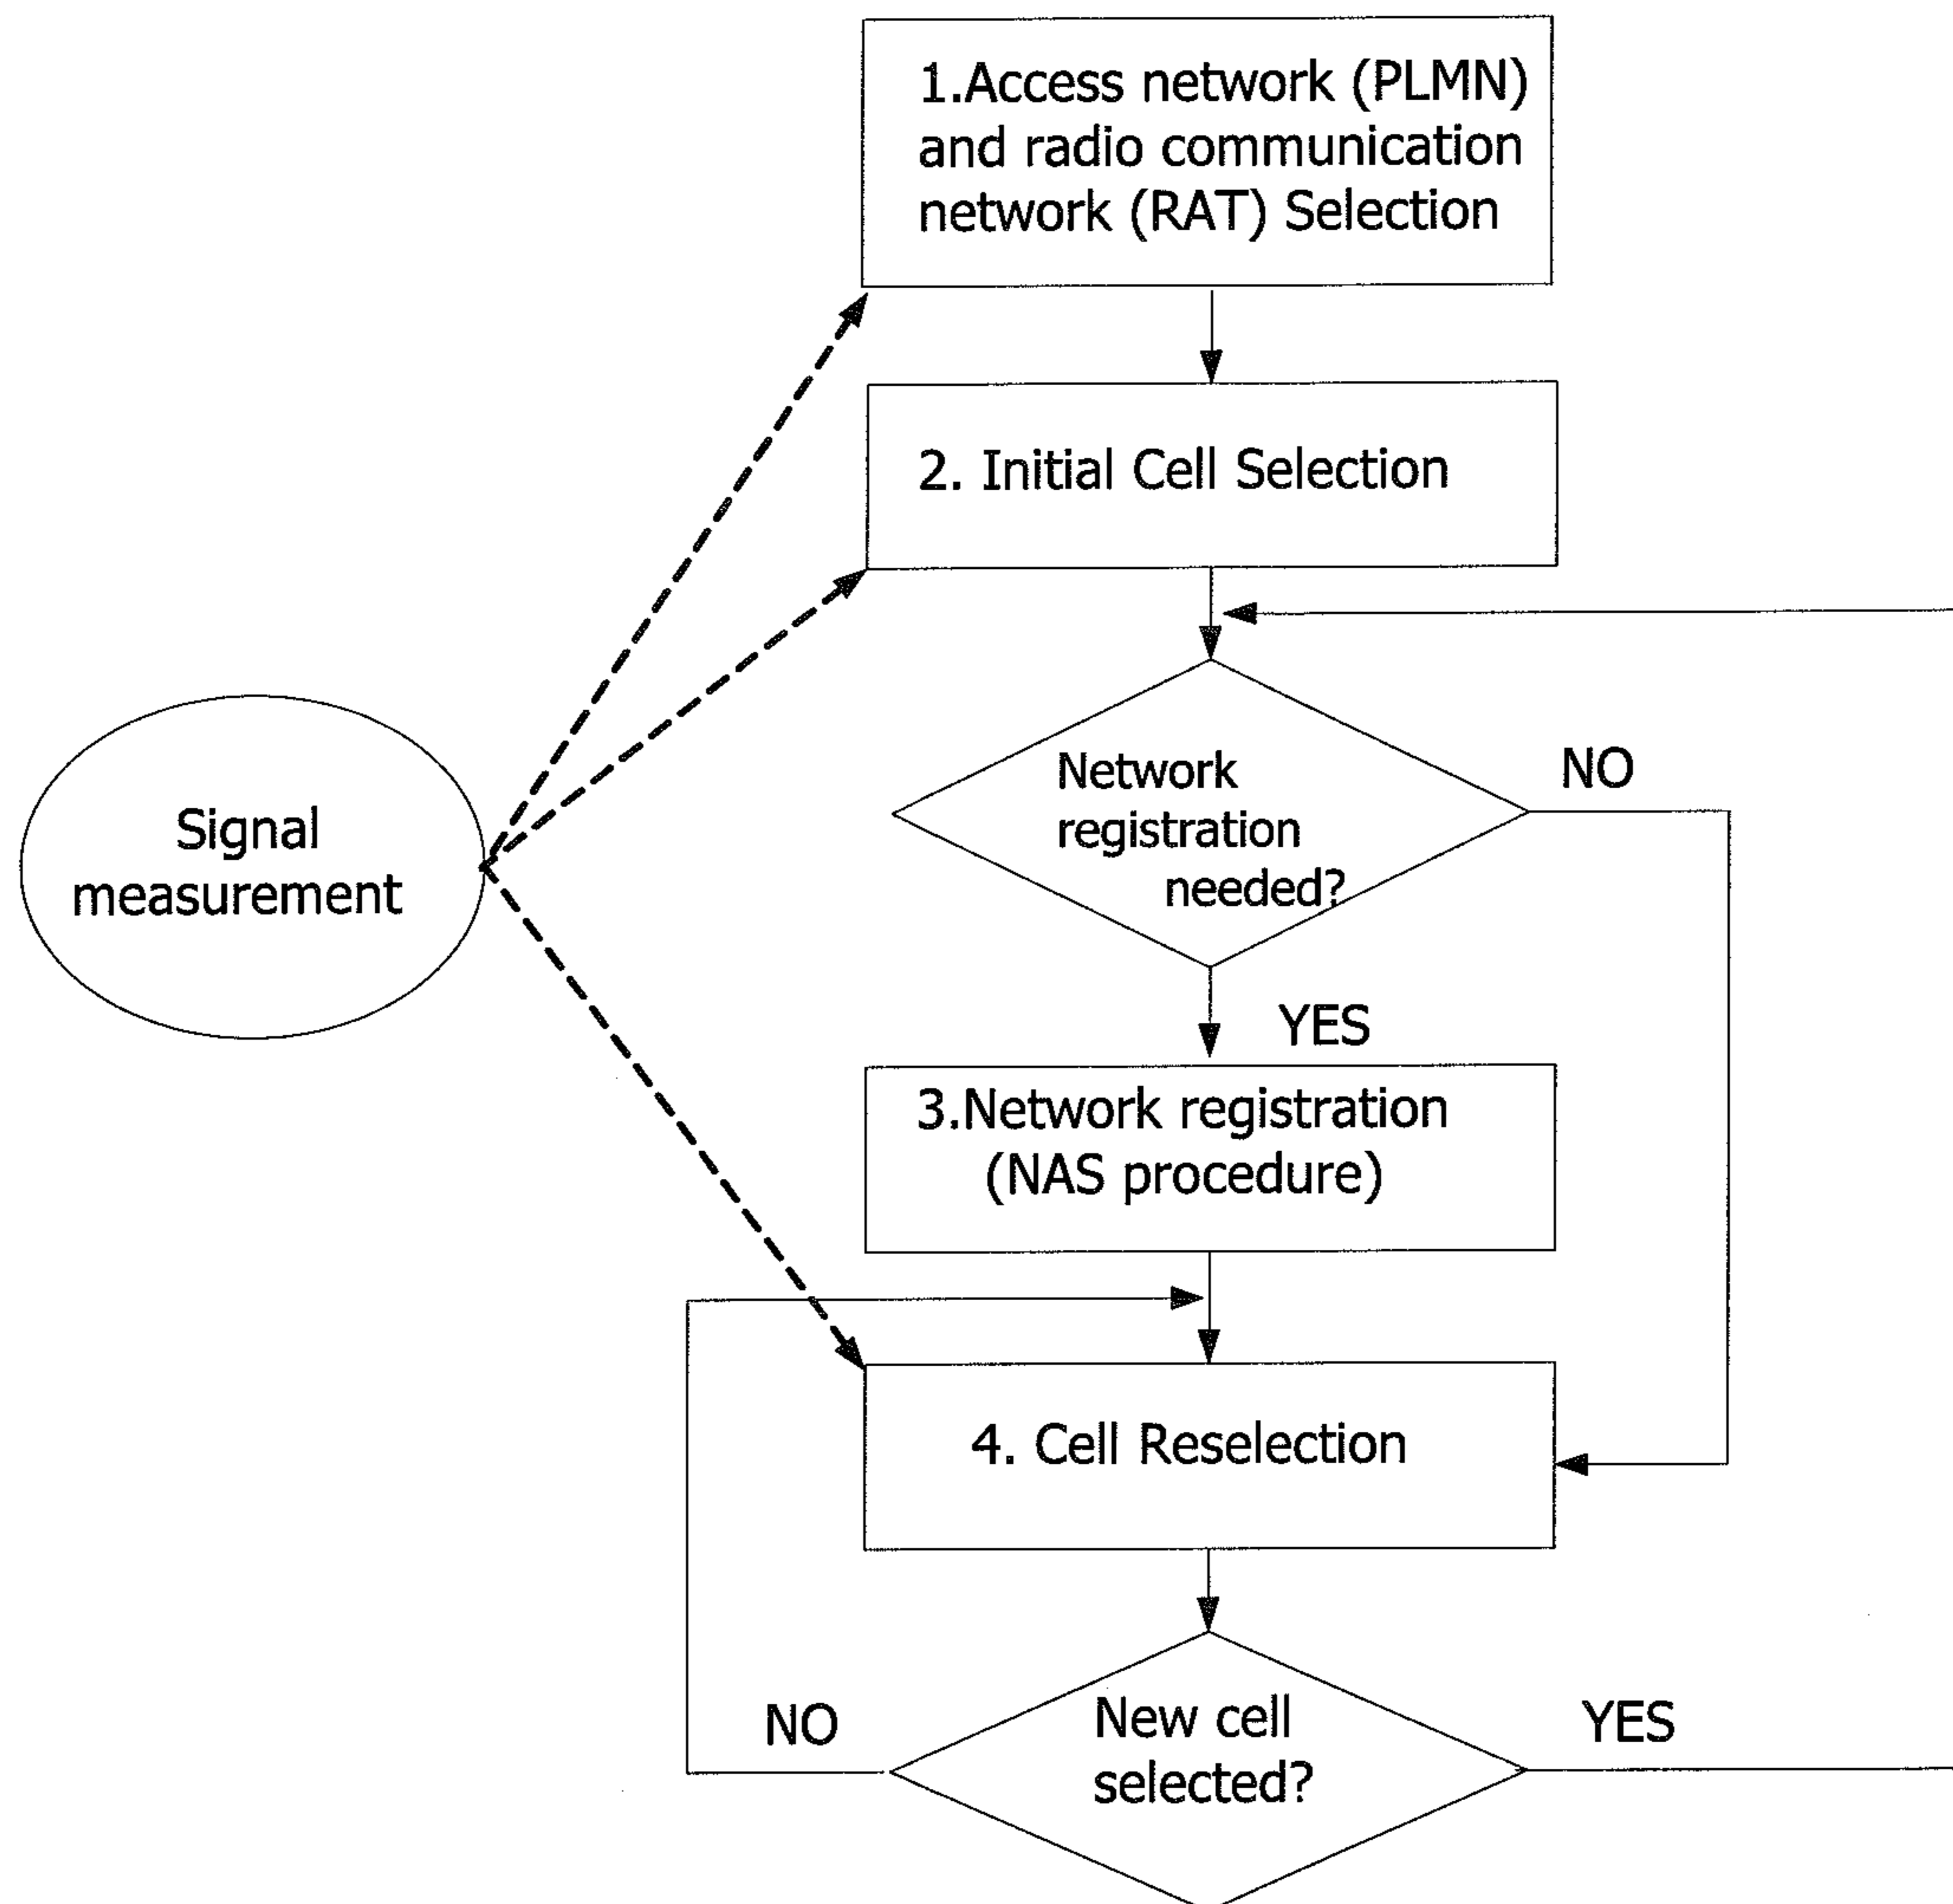 1.Access network (PLMN)
and radio communication
network (RAT) Selection
2. Initial Cell Selection
Network
registration
needed?
NO
Signal
measurement
YES
3.Network registration
(NAS procedure)
4. Cell Reselection
NO
New cell
selected?
YES